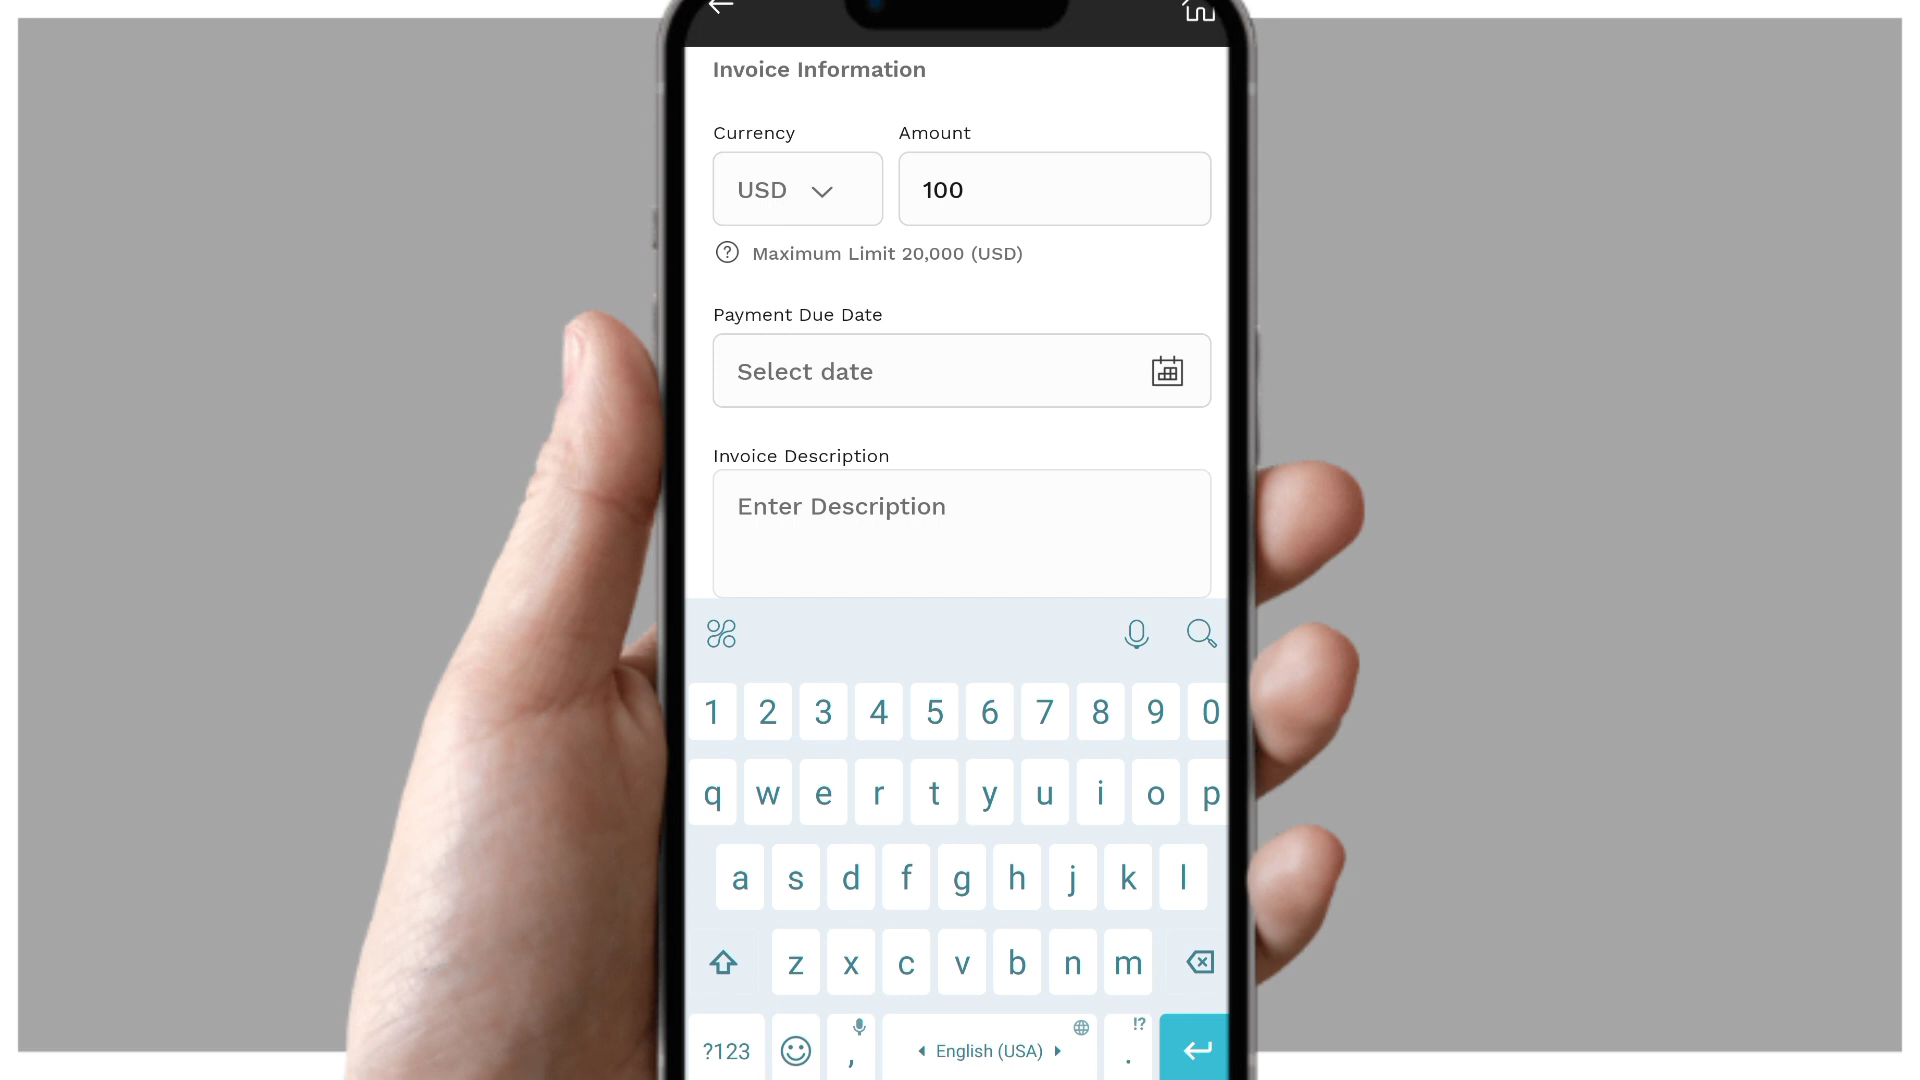 Invoice Information
Currency
Amount
USD
100
? Maximum Limit 20,000 (USD)
Payment Due Date
Select date
Invoice Description
Enter Description
1 2 3 4 5 6 7 8 9 0
q w e r t y u i o p
a s d f g h j k l
z x c v b n m
?123 , English (USA) !? .